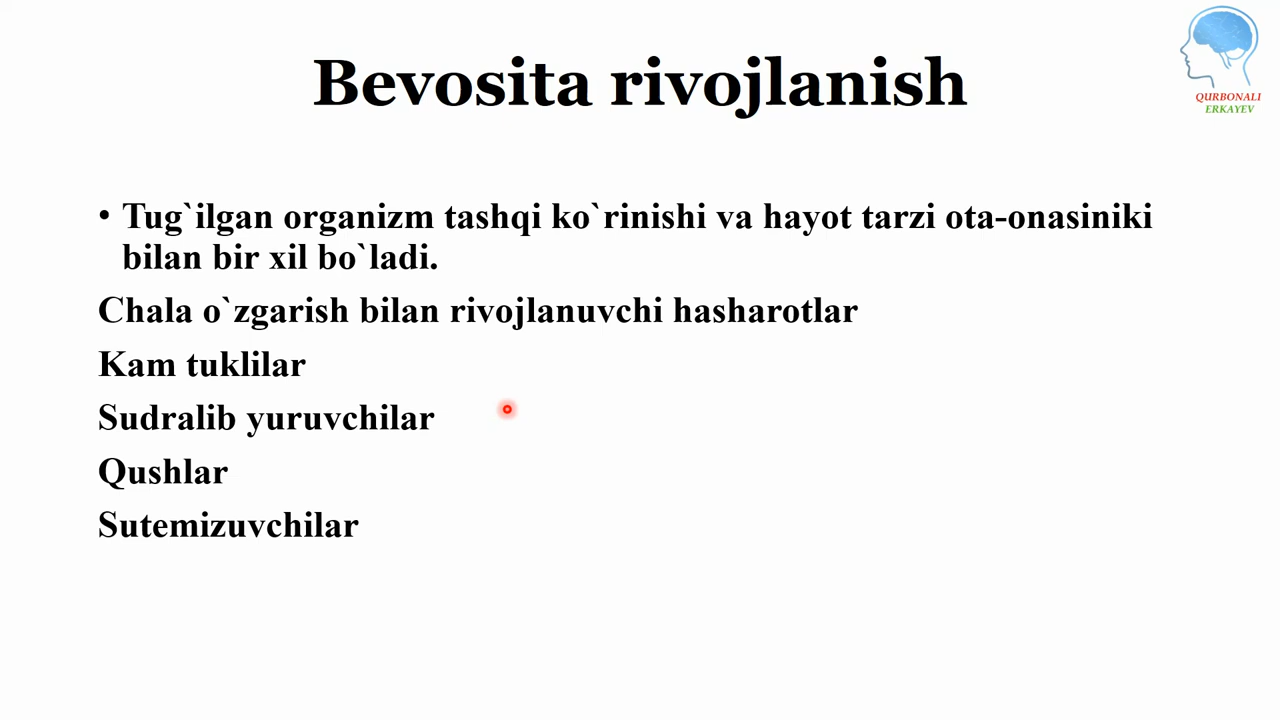 Bevosita rivojlanish
QURBONALI
ERKAYEV
• Tug`ilgan organizm tashqi ko`rinishi va hayot tarzi ota-onasiniki
bilan bir xil bo`ladi.
Chala o`zgarish bilan rivojlanuvchi hasharotlar
Kam tuklilar
Sudralib yuruvchilar
Qushlar
Sutemizuvchilar